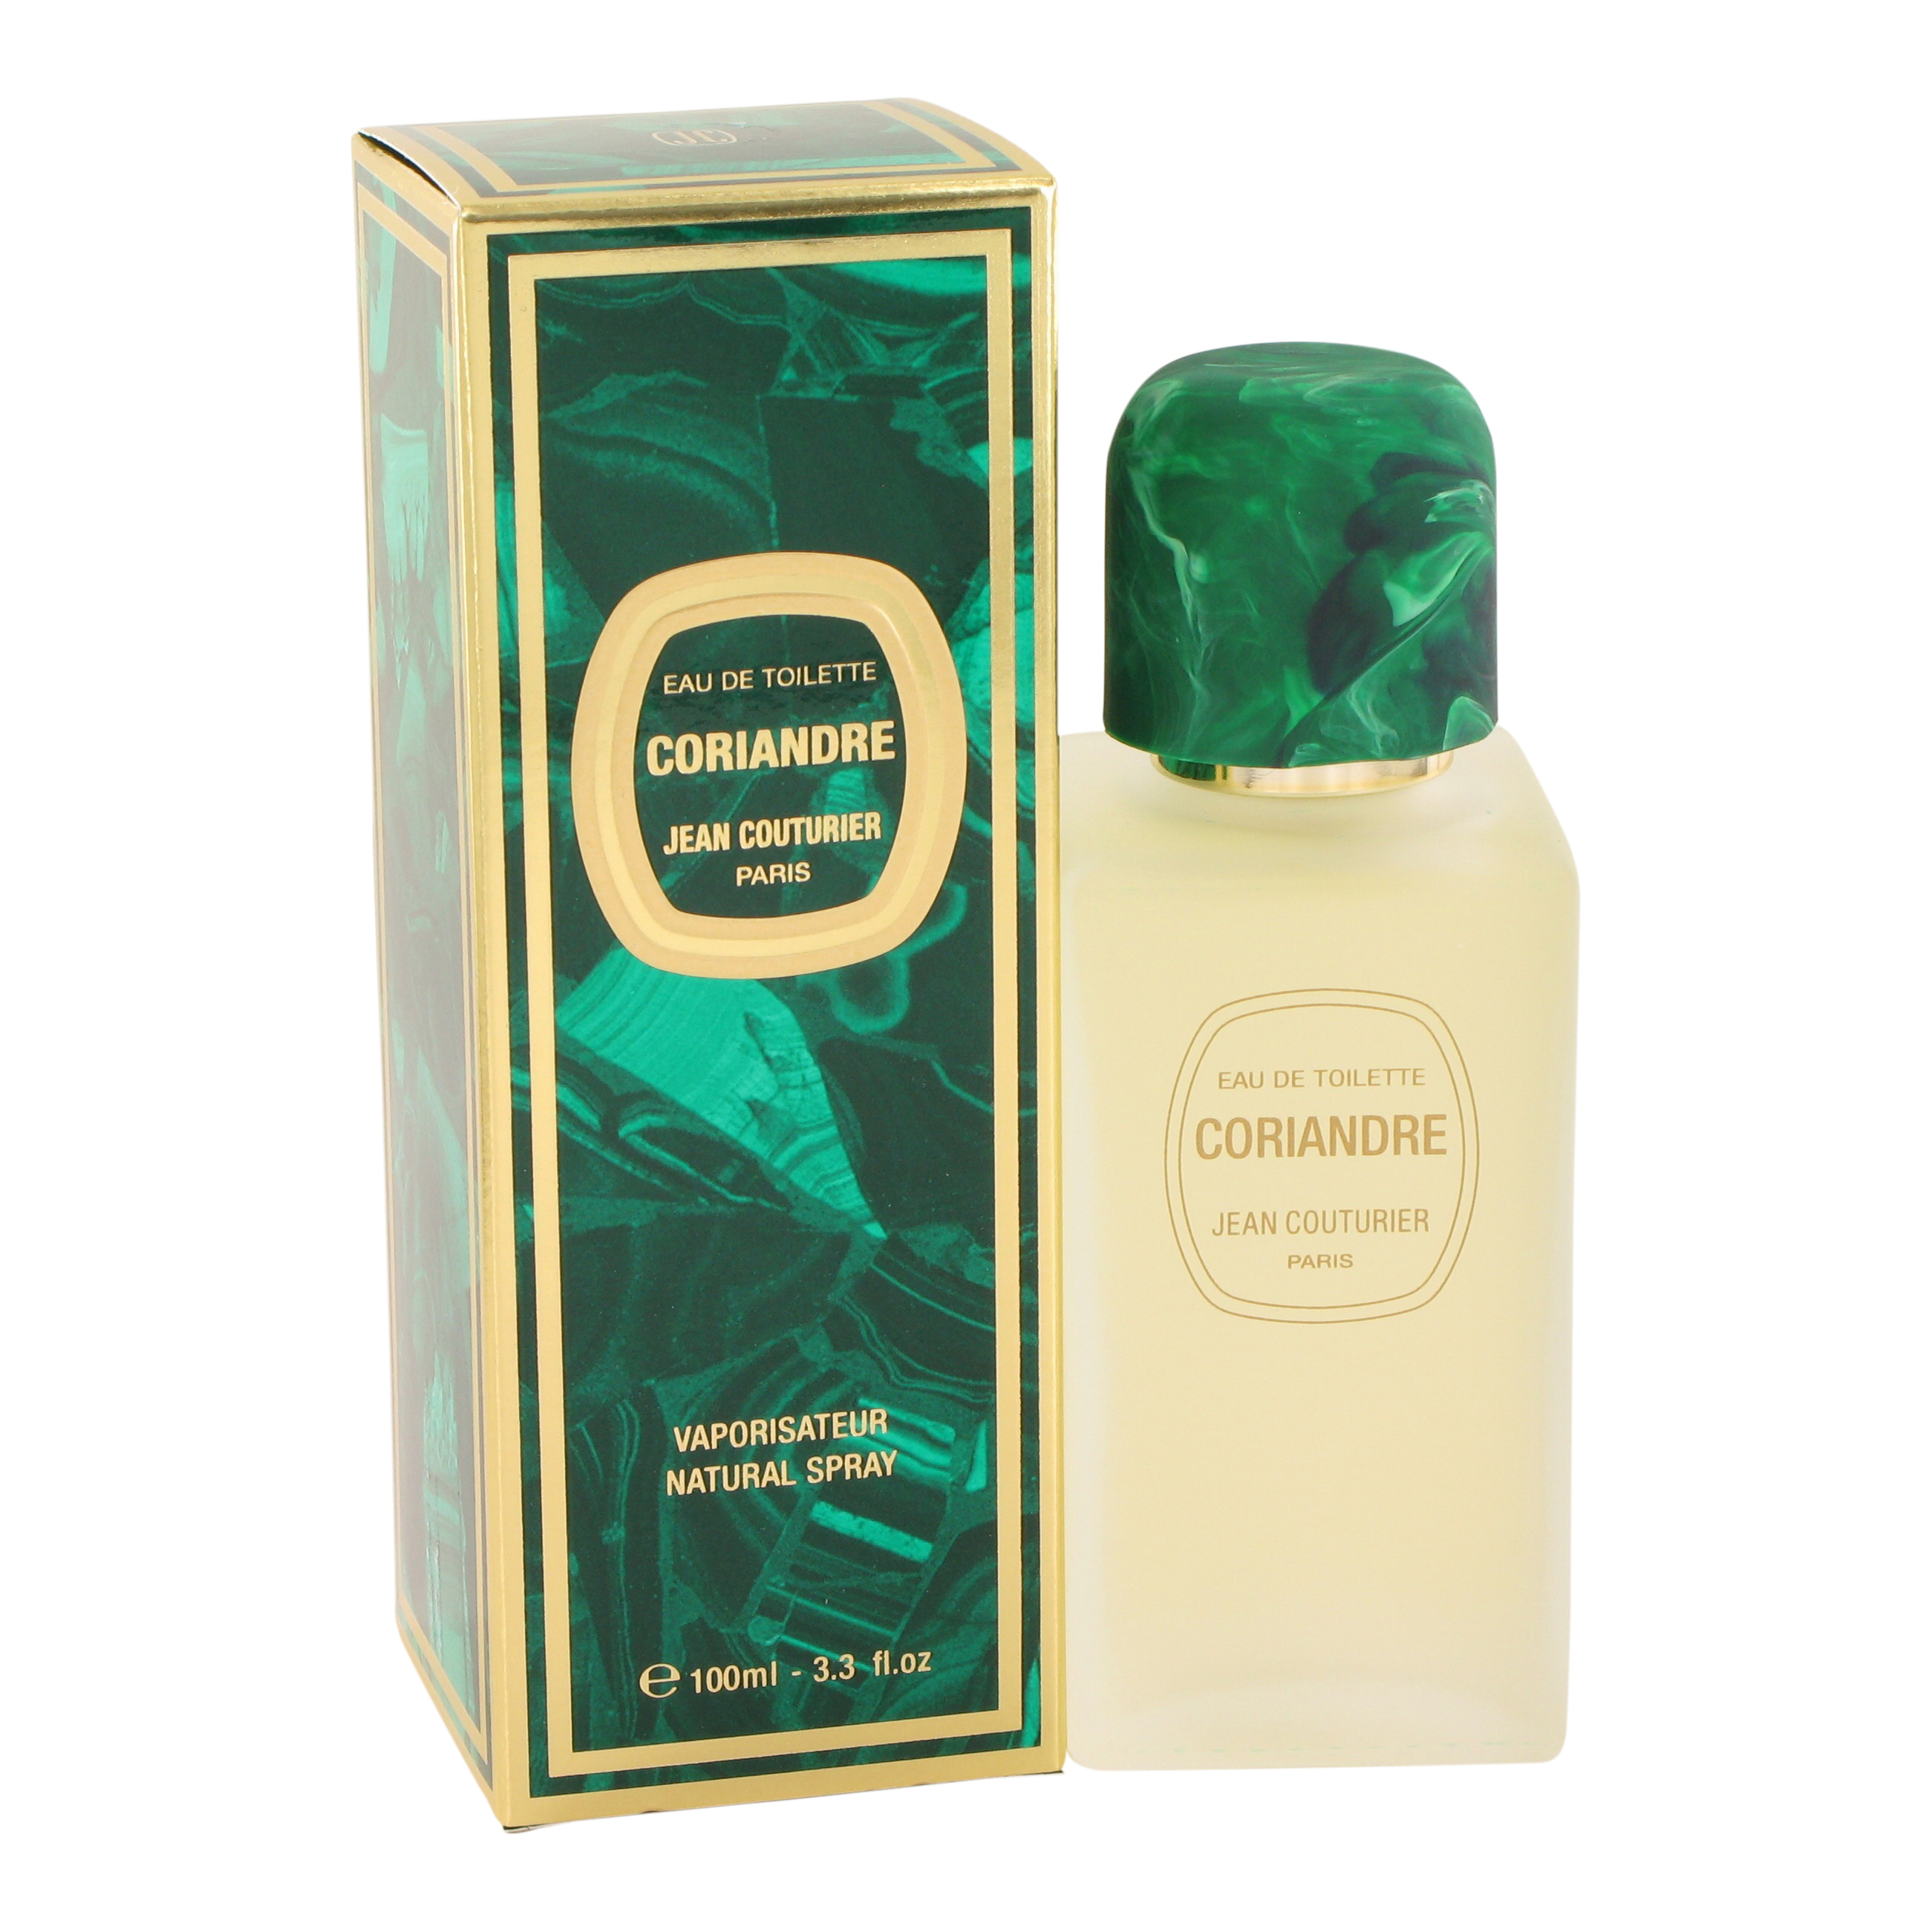 JC
EAU DE TOILETTE
CORIANDRE
JEAN COUTURIER
PARIS
VAPORISATEUR
NATURAL SPRAY
℮ 100ml - 3.3 fl.oz
EAU DE TOILETTE
CORIANDRE
JEAN COUTURIER
PARIS